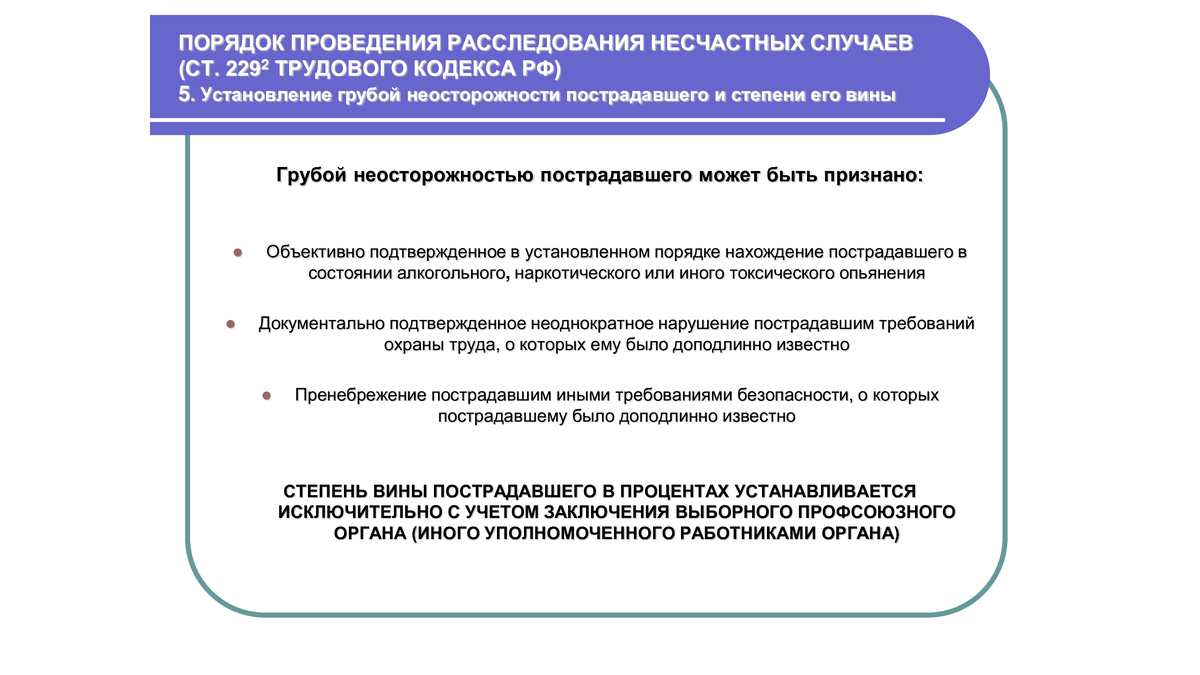 ПОРЯДОК ПРОВЕДЕНИЯ РАССЛЕДОВАНИЯ НЕСЧАСТНЫХ СЛУЧАЕВ
(СТ. 229² ТРУДОВОГО КОДЕКСА РФ)
5. Установление грубой неосторожности пострадавшего и степени его вины
Грубой неосторожностью пострадавшего может быть признано:
● Объективно подтвержденное в установленном порядке нахождение пострадавшего в
состоянии алкогольного, наркотического или иного токсического опьянения
● Документально подтвержденное неоднократное нарушение пострадавшим требований
охраны труда, о которых ему было доподлинно известно
● Пренебрежение пострадавшим иными требованиями безопасности, о которых
пострадавшему было доподлинно известно
СТЕПЕНЬ ВИНЫ ПОСТРАДАВШЕГО В ПРОЦЕНТАХ УСТАНАВЛИВАЕТСЯ
ИСКЛЮЧИТЕЛЬНО С УЧЕТОМ ЗАКЛЮЧЕНИЯ ВЫБОРНОГО ПРОФСОЮЗНОГО
ОРГАНА (ИНОГО УПОЛНОМОЧЕННОГО РАБОТНИКАМИ ОРГАНА)